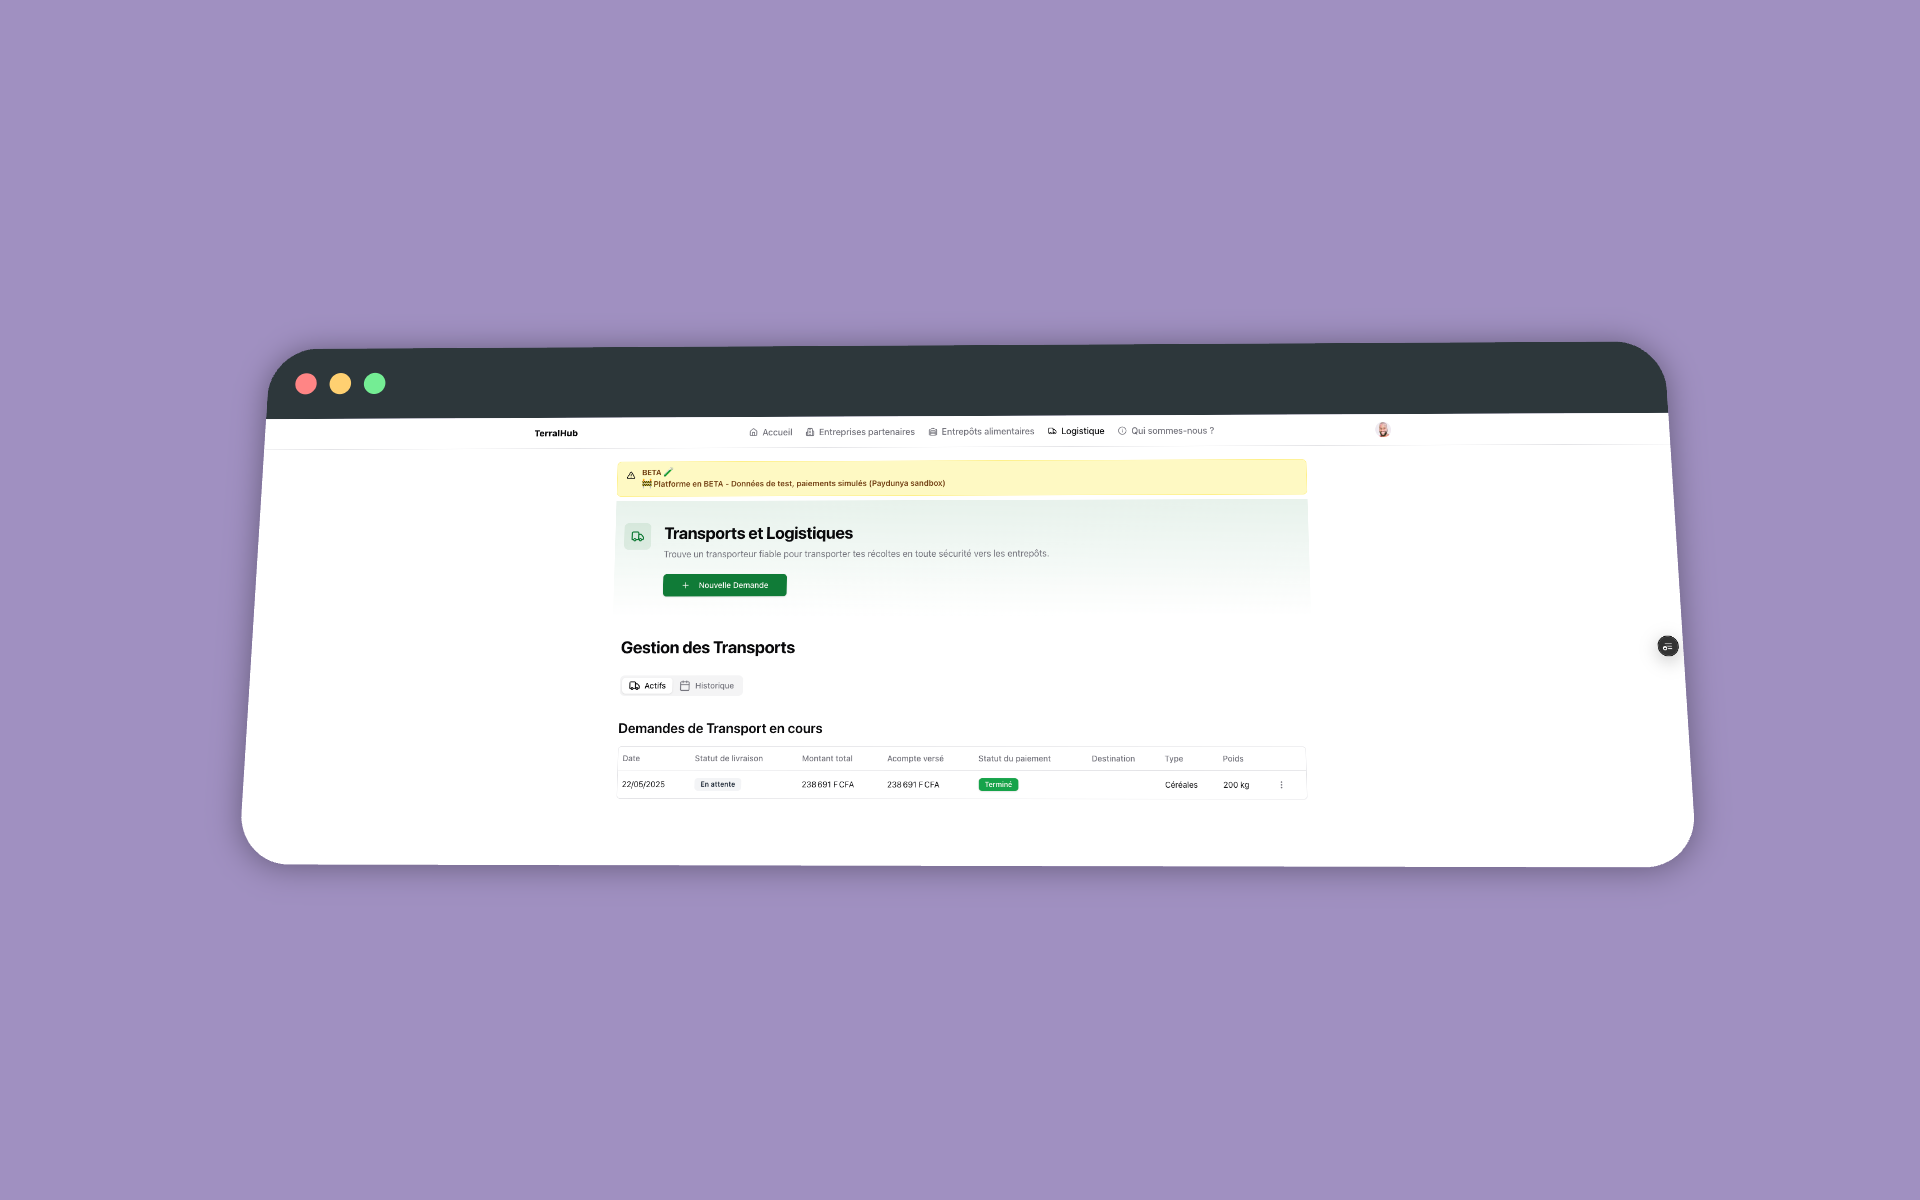 TerralHub
Accueil Entreprises partenaires Entrepôts alimentaires Logistique Qui sommes-nous ?
BETA
Platforme en BETA - Données de test, paiements simulés (Paydunya sandbox)
Transports et Logistiques
Trouve un transporteur fiable pour transporter tes récoltes en toute sécurité vers les entrepôts.
+ Nouvelle Demande
Gestion des Transports
Actifs Historique
Demandes de Transport en cours
Date Statut de livraison Montant total Acompte versé Statut du paiement Destination Type Poids
22/05/2025 En attente 238 691 F CFA 238 691 F CFA Terminé Céréales 200 kg